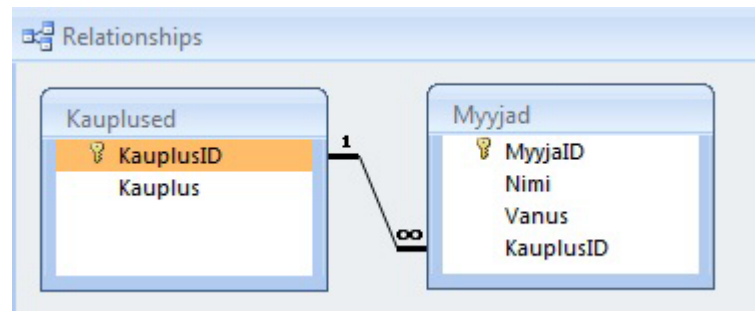 Relationships
Kauplused
KauplusID
Kauplus
1
∞
Myyjad
MyyjaID
Nimi
Vanus
KauplusID